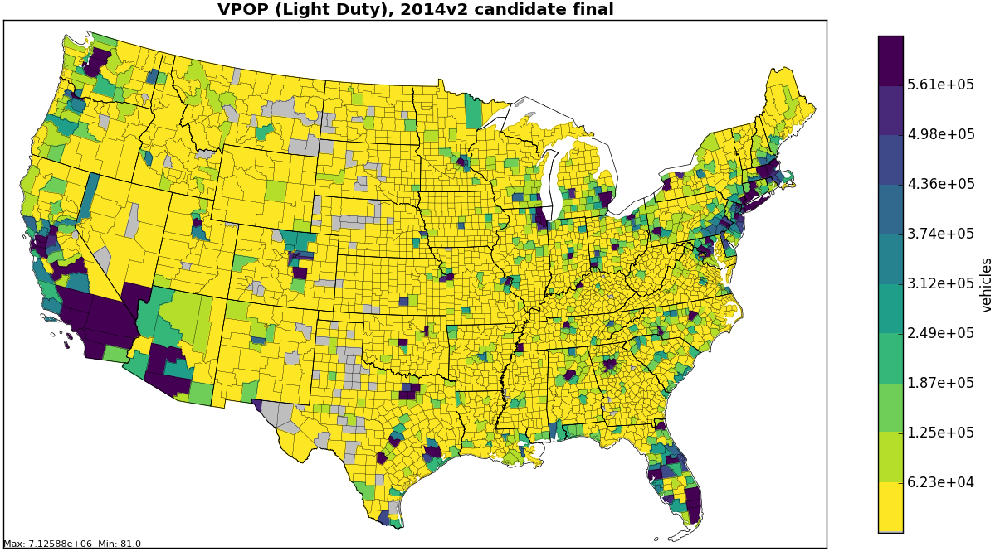 VPOP (Light Duty), 2014v2 candidate final
5.61e+05
4.98e+05
4.36e+05
3.74e+05
3.12e+05
2.49e+05
1.87e+05
1.25e+05
6.23e+04
vehicles
Max: 7.12588e+06 Min: 81.0